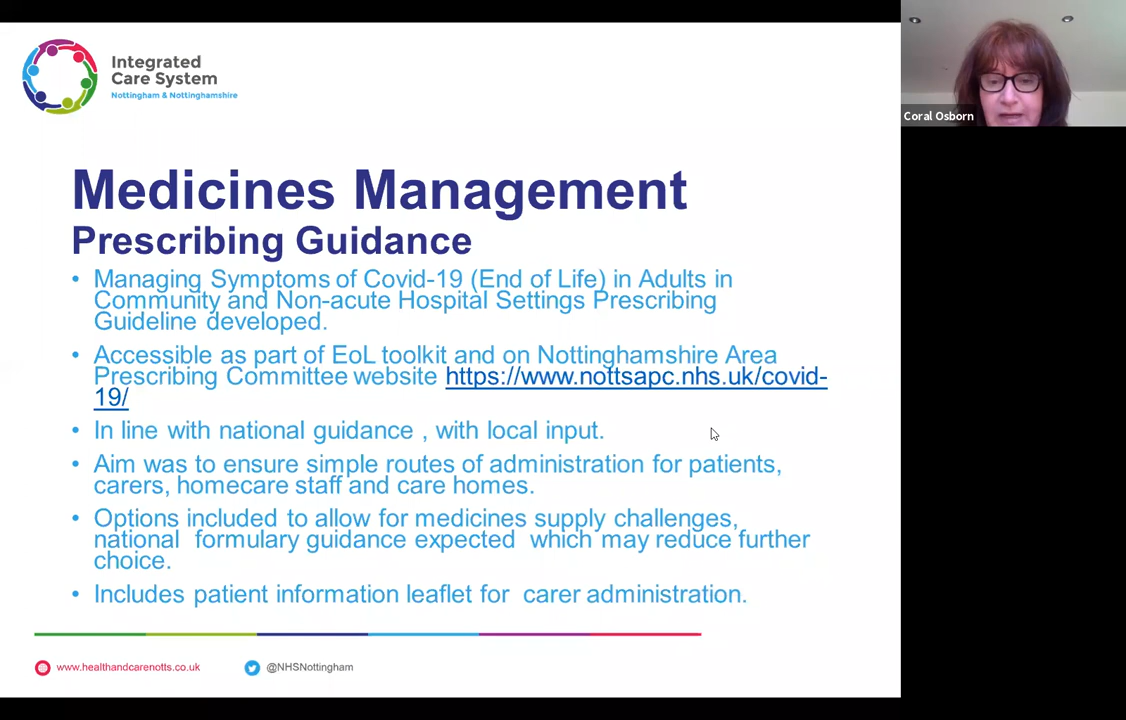 Integrated
Care System
Nottingham & Nottinghamshire
Coral Osborn
Medicines Management
Prescribing Guidance
• Managing Symptoms of Covid-19 (End of Life) in Adults in
Community and Non-acute Hospital Settings Prescribing
Guideline developed.
• Accessible as part of EoL toolkit and on Nottinghamshire Area
Prescribing Committee website https://www.nottsapc.nhs.uk/covid-
19/
• In line with national guidance , with local input.
• Aim was to ensure simple routes of administration for patients,
carers, homecare staff and care homes.
• Options included to allow for medicines supply challenges,
national formulary guidance expected which may reduce further
choice.
• Includes patient information leaflet for carer administration.
www.healthandcarenotts.co.uk
@NHSNottingham